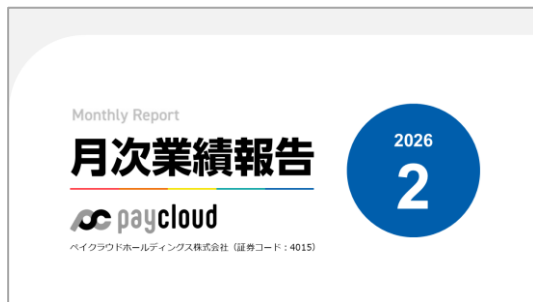 Monthly Report
月次業績報告
2026
2
paycloud
ペイクラウドホールディングス株式会社（証券コード：4015）